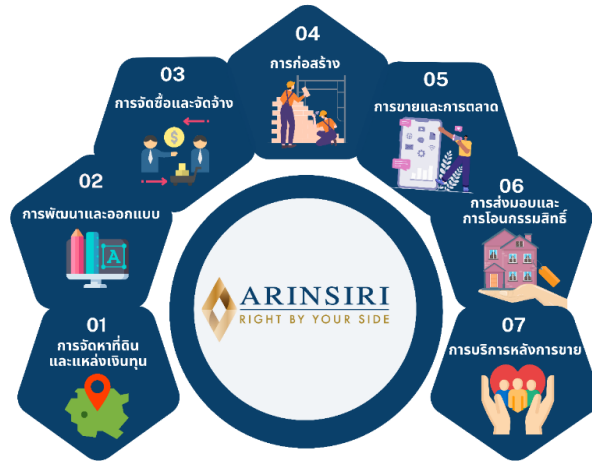 01
การจัดหาที่ดิน
และแหล่งเงินทุน
02
การพัฒนาและออกแบบ
A
03
การจัดซื้อและจัดจ้าง
$
04
การก่อสร้าง
05
การขายและการตลาด
06
การส่งมอบและ
การโอนกรรมสิทธิ์
07
การบริการหลังการขาย
ARINSIRI
RIGHT BY YOUR SIDE